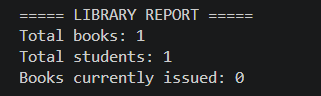 ===== LIBRARY REPORT =====
Total books: 1
Total students: 1
Books currently issued: 0